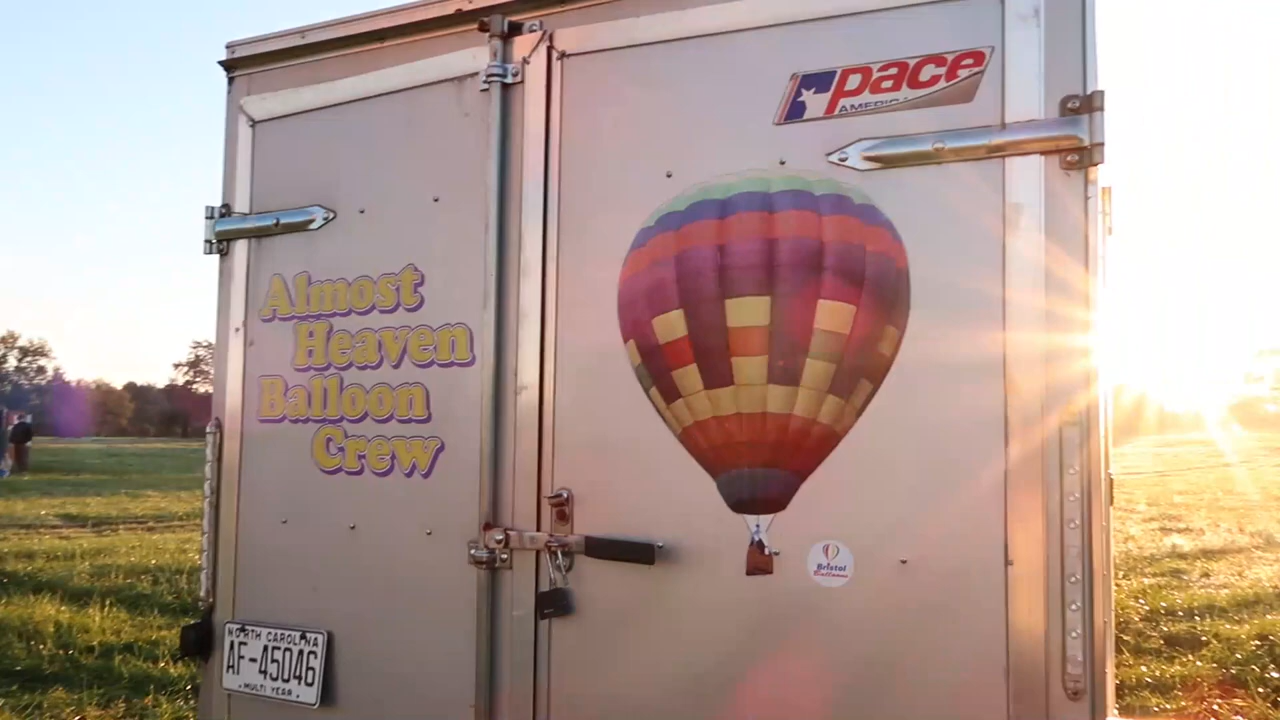 pace
AMERICA
Almost
Heaven
Balloon
Crew
Bristol
Balloons
NORTH CAROLINA
AF-45046
MULTI YEAR